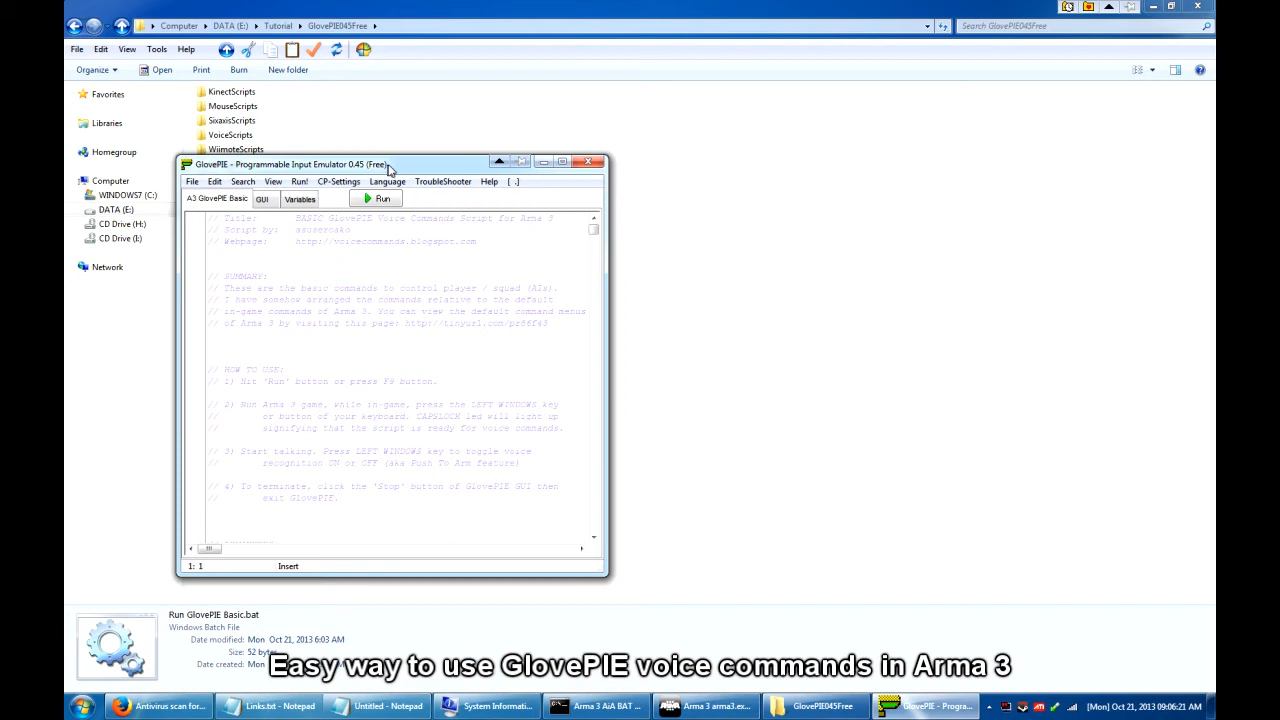 Computer ▸ DATA (E:) ▸ Tutorial ▸ GlovePIE045Free ▸
Search GlovePIE045Free
File Edit View Tools Help
Organize Open Print Burn New folder
Favorites
Libraries
Homegroup
Computer
WINDOWS7 (C:)
DATA (E:)
CD Drive (H:)
CD Drive (I:)
Network
KinectScripts
MouseScripts
SixaxisScripts
VoiceScripts
WiimoteScripts
GlovePIE - Programmable Input Emulator 0.45 (Free)
File Edit Search View Run! CP-Settings Language TroubleShooter Help [ .]
A3 GlovePIE Basic GUI Variables Run
// Title: BASIC GlovePIE Voice Commands Script for Arma 3
// Script by: asuserosko
// Webpage: http://voicecommands.blogspot.com
// SUMMARY:
// These are the basic commands to control player / squad (AIs).
// I have somehow arranged the commands relative to the default
// in-game commands of Arma 3. You can view the default command menus
// of Arma 3 by visiting this page:
// HOW TO USE:
// 1) Hit 'Run' button or press F9 button.
// 2) Run Arma 3 game, while in-game, press the LEFT WINDOWS key
// or button of your keyboard. CAPSLOCK led will light up
// signifying that the script is ready for voice commands.
// 3) Start talking. Press LEFT WINDOWS key to toggle voice
// recognition ON or OFF (aka Push To Arm feature)
// 4) To terminate, click the 'Stop' button of GlovePIE GUI then
// exit GlovePIE.
1: 1 Insert
Run GlovePIE Basic.bat
Windows Batch File
Date modified: Mon Oct 21, 2013 6:03 AM
Size: 52 bytes
Date created: Mon
Easy way to use GlovePIE voice commands in Arma 3
Antivirus scan for... Links.txt - Notepad Untitled - Notepad System Informati... Arma 3 AiA BAT ... Arma 3 arma3.ex... GlovePIE045Free GlovePIE - Progra... [Mon] Oct 21, 2013 09:06:21 AM